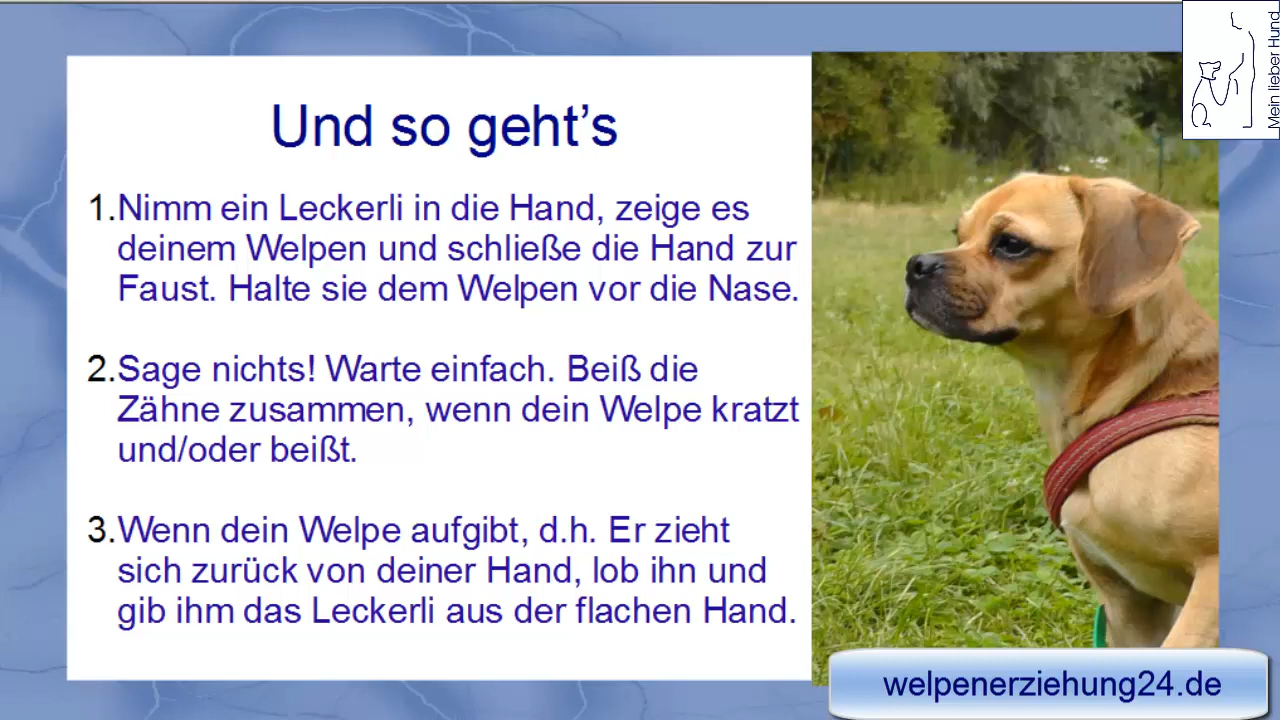 Und so geht's
1.Nimm ein Leckerli in die Hand, zeige es
deinem Welpen und schließe die Hand zur
Faust. Halte sie dem Welpen vor die Nase.
2.Sage nichts! Warte einfach. Beiß die
Zähne zusammen, wenn dein Welpe kratzt
und/oder beißt.
3.Wenn dein Welpe aufgibt, d.h. Er zieht
sich zurück von deiner Hand, lob ihn und
gib ihm das Leckerli aus der flachen Hand.
Mein lieber Hund
welpenerziehung24.de